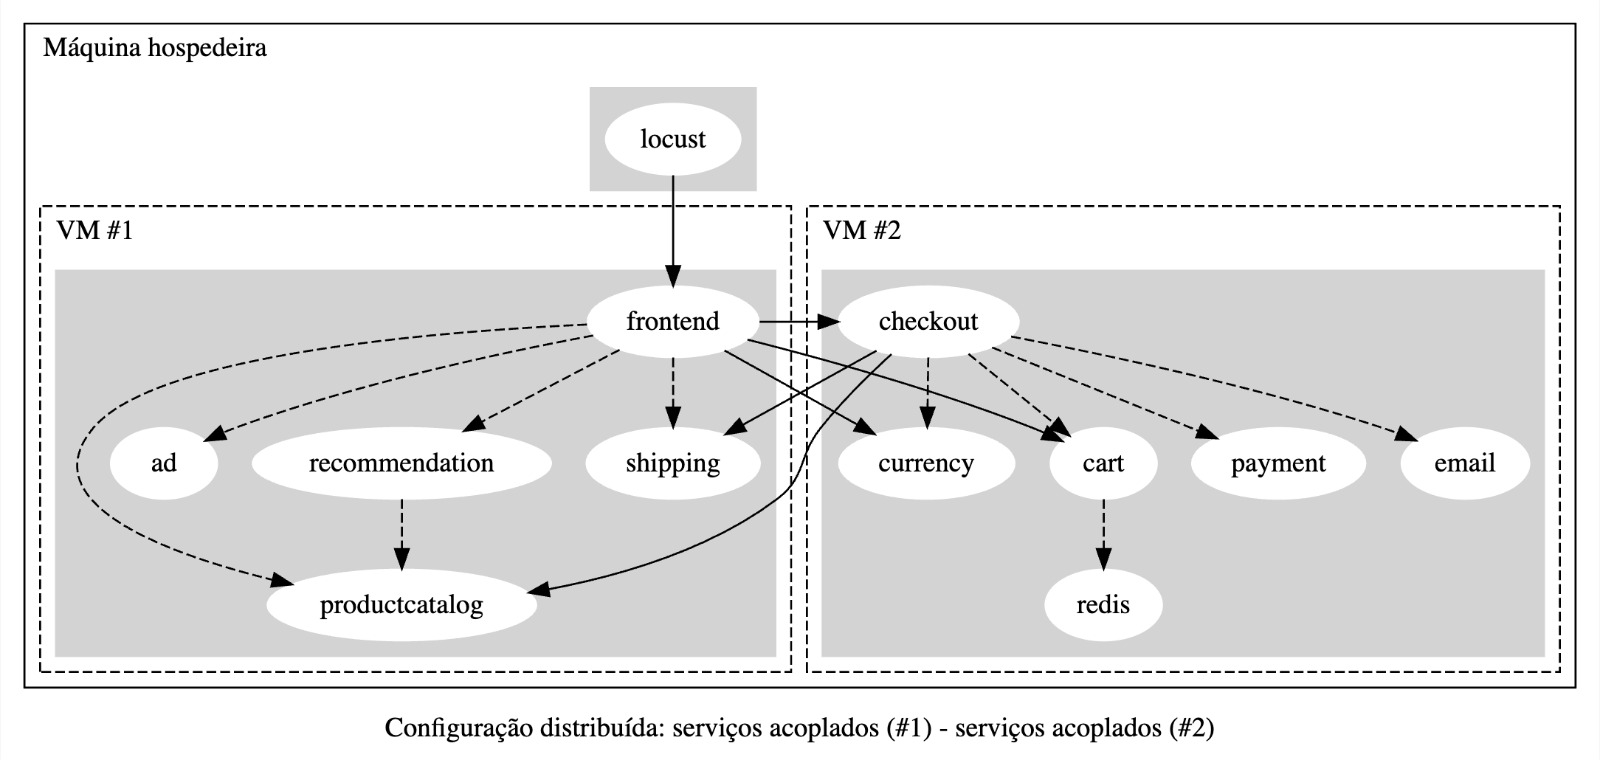 Máquina hospedeira
locust
VM #1
VM #2
frontend
checkout
ad
recommendation
shipping
currency
cart
payment
email
productcatalog
redis
Configuração distribuída: serviços acoplados (#1) - serviços acoplados (#2)